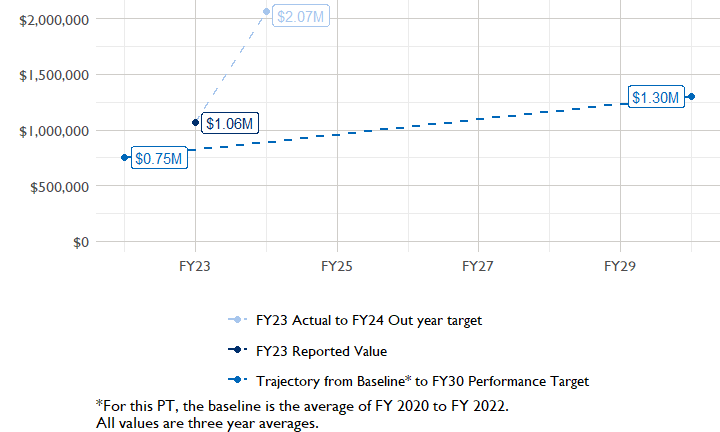 $2,000,000
$2.07M
$1,500,000
$1.30M
$1.06M
$1,000,000
$0.75M
$500,000
$0
FY23 FY25 FY27 FY29
FY23 Actual to FY24 Out year target
FY23 Reported Value
Trajectory from Baseline* to FY30 Performance Target
*For this PT, the baseline is the average of FY 2020 to FY 2022.
All values are three year averages.